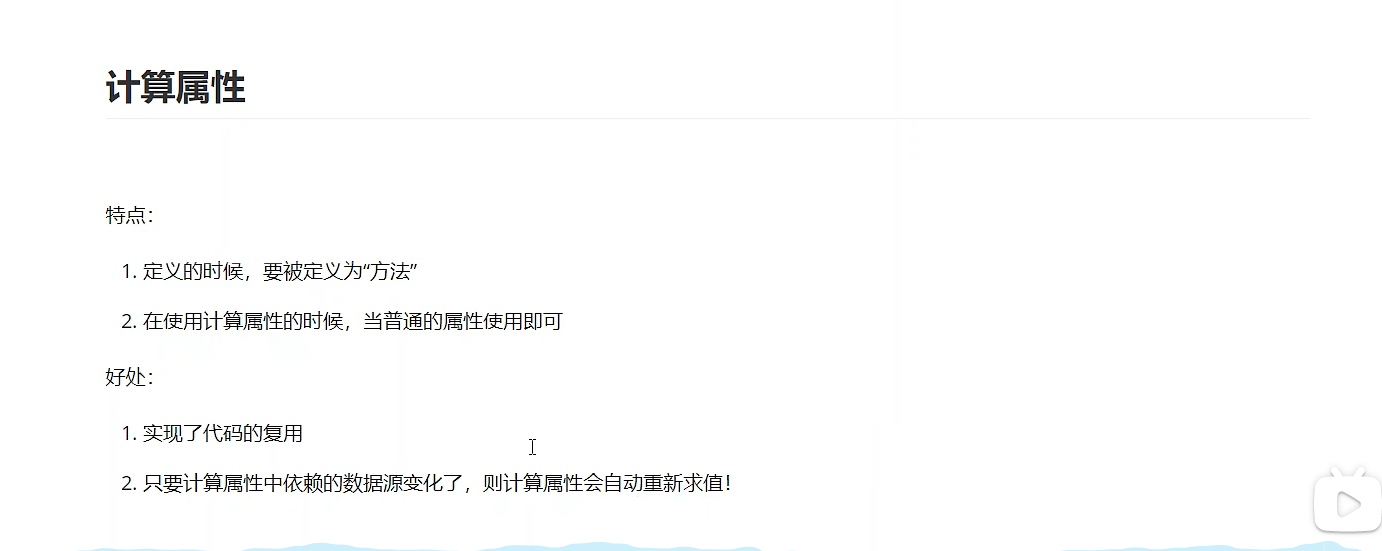 计算属性
特点：
1. 定义的时候，要被定义为“方法”
2. 在使用计算属性的时候，当普通的属性使用即可
好处：
1. 实现了代码的复用
2. 只要计算属性中依赖的数据源变化了，则计算属性会自动重新求值！